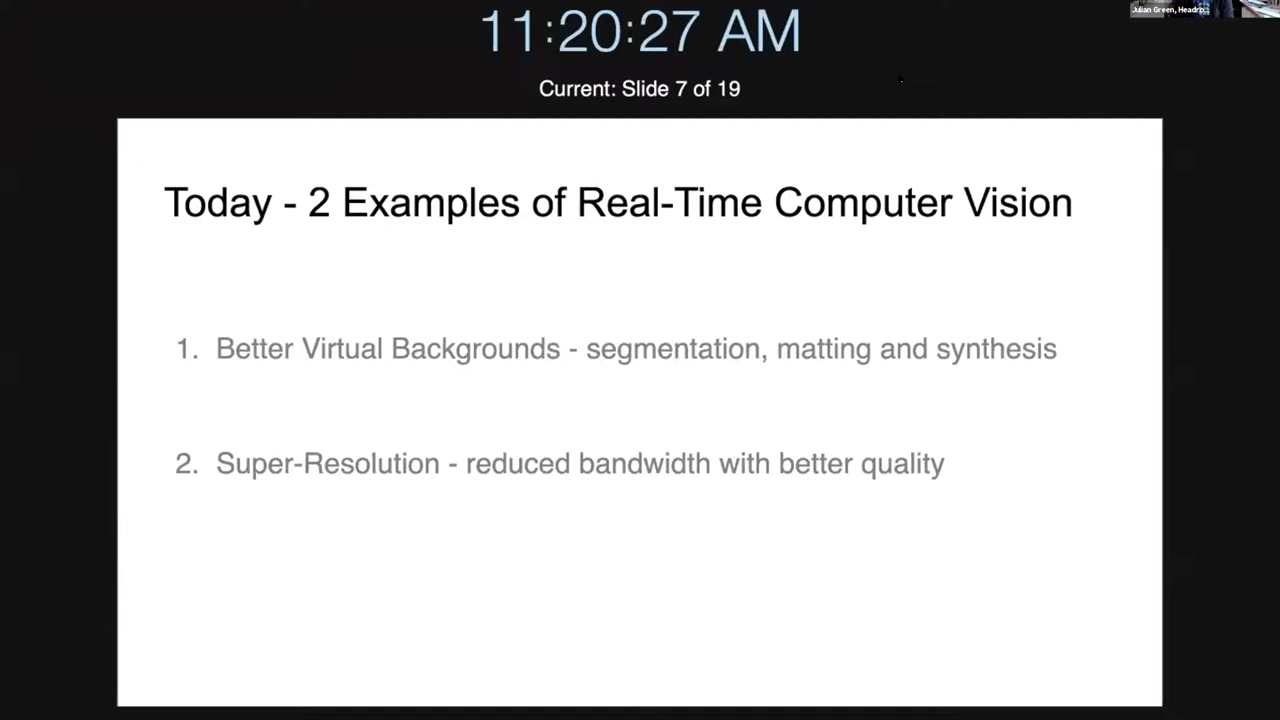 Julian Green,
11:20:27 AM
Current: Slide 7 of 19
Today - 2 Examples of Real-Time Computer Vision
1. Better Virtual Backgrounds - segmentation, matting and synthesis
2. Super-Resolution - reduced bandwidth with better quality